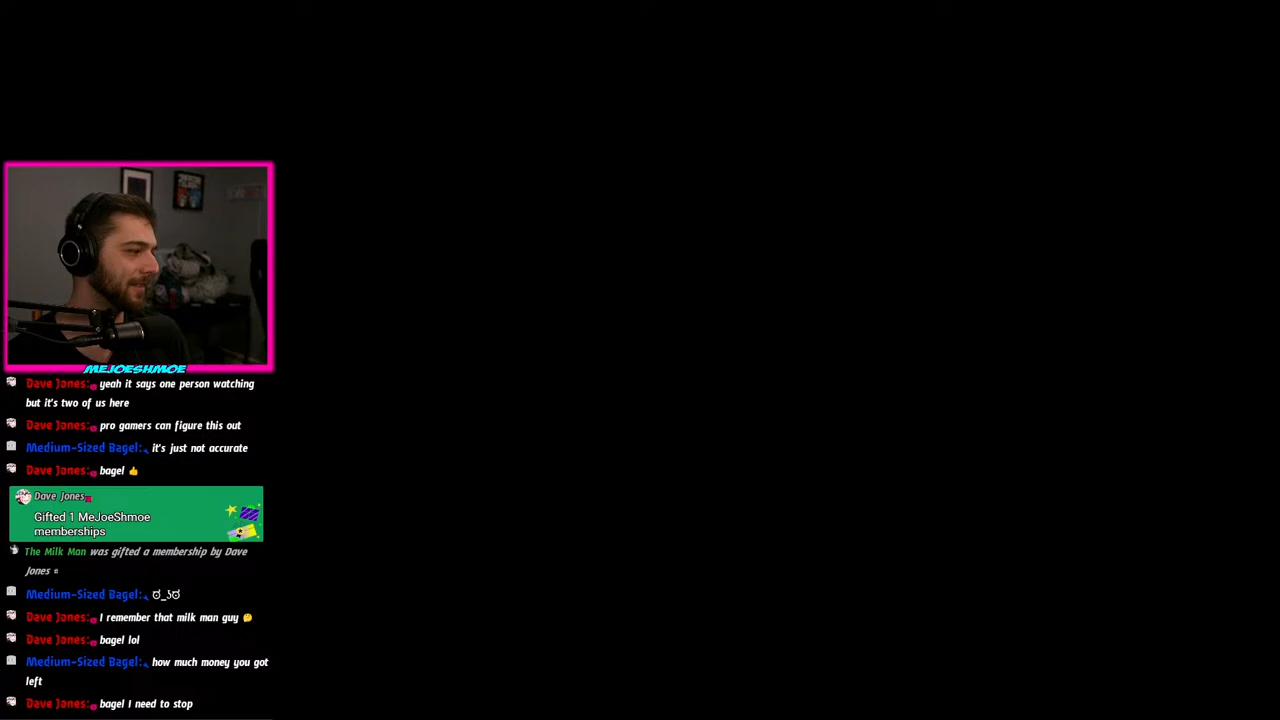 MEJOESHMOE
Dave Jones: yeah it says one person watching
but it's two of us here
Dave Jones: pro gamers can figure this out
Medium-Sized Bagel: it's just not accurate
Dave Jones: bagel 👍
Dave Jones
Gifted 1 MeJoeShmoe
memberships
The Milk Man was gifted a membership by Dave
Jones
Medium-Sized Bagel: ಠ_ʖಠ
Dave Jones: I remember that milk man guy 🤔
Dave Jones: bagel lol
Medium-Sized Bagel: how much money you got
left
Dave Jones: bagel I need to stop